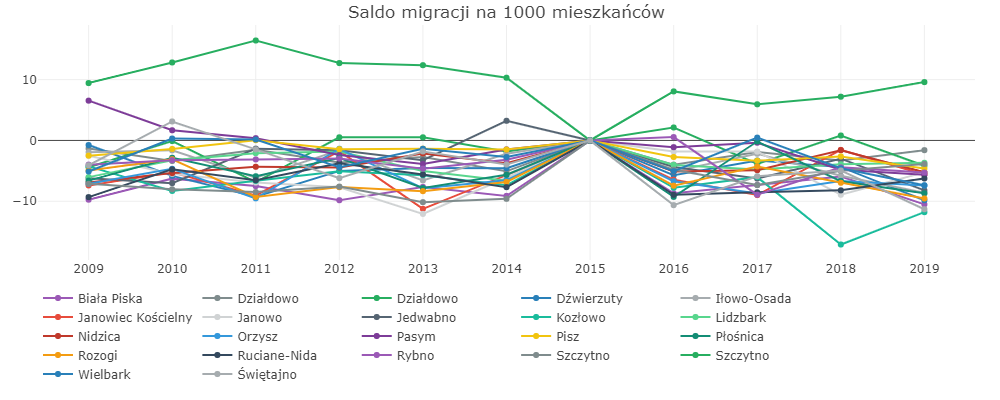 Saldo migracji na 1000 mieszkańców
10
0
−10
2009 2010 2011 2012 2013 2014 2015 2016 2017 2018 2019
Biała Piska Działdowo Działdowo Dźwierzuty Iłowo-Osada
Janowiec Kościelny Janowo Jedwabno Kozłowo Lidzbark
Nidzica Orzysz Pasym Pisz Płośnica
Rozogi Ruciane-Nida Rybno Szczytno Szczytno
Wielbark Świętajno